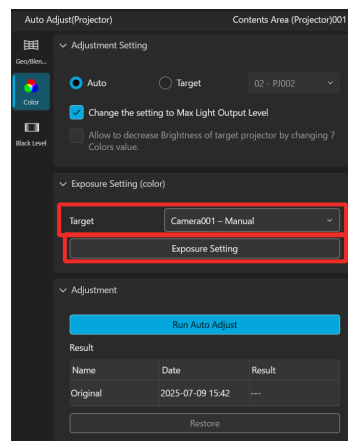 Auto Adjust(Projector)
Contents Area (Projector)001
Geo/Blen...
Color
Black Level
Adjustment Setting
Auto
Target
02 - PJ002
Change the setting to Max Light Output Level
Allow to decrease Brightness of target projector by changing 7
Colors value.
Exposure Setting (color)
Target
Camera001 – Manual
Exposure Setting
Adjustment
Run Auto Adjust
Result
Name Date Result
Original 2025-07-09 15:42 ---
Restore